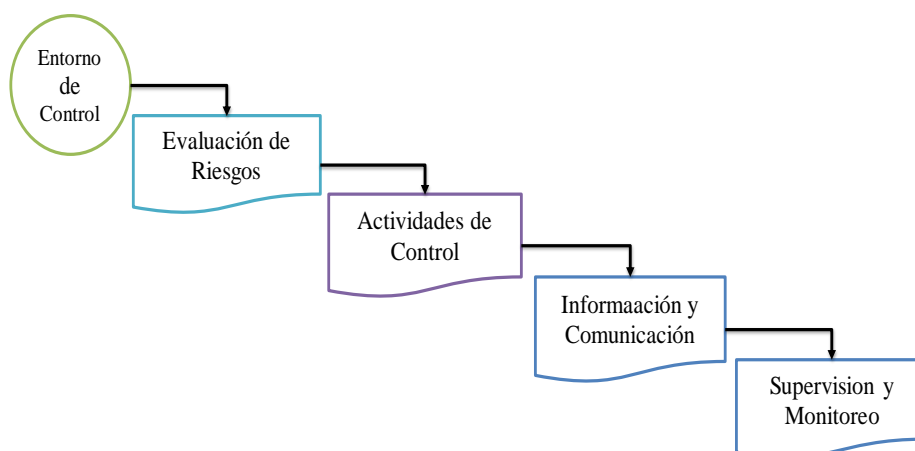 Entorno
de
Control
Evaluación de
Riesgos
Actividades de
Control
Informaación y
Comunicación
Supervision y
Monitoreo